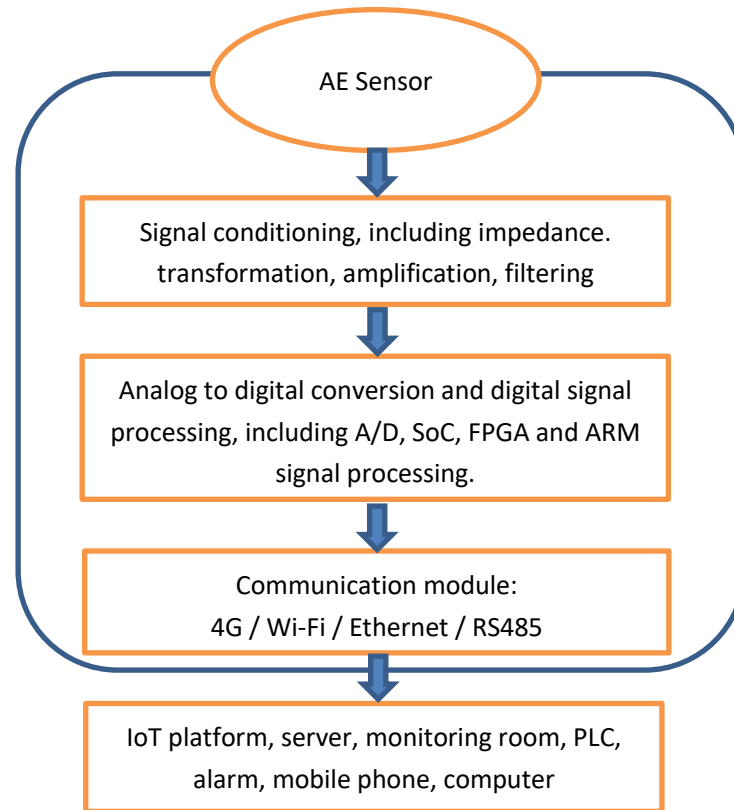 AE Sensor
Signal conditioning, including impedance.
transformation, amplification, filtering
Analog to digital conversion and digital signal
processing, including A/D, SoC, FPGA and ARM
signal processing.
Communication module:
4G / Wi-Fi / Ethernet / RS485
IoT platform, server, monitoring room, PLC,
alarm, mobile phone, computer